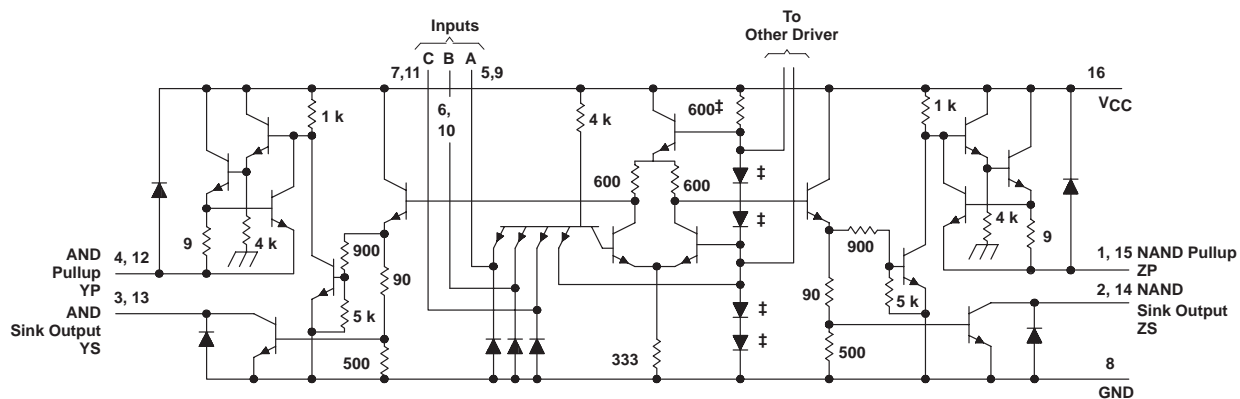 To
Other Driver
Inputs
C B A
7,11
5,9
6,
10
16
VCC
1 k
4 k
600‡
1 k
‡
600
600
‡
9
4 k
900
900
4 k
9
AND
Pullup
YP
4, 12
1, 15 NAND Pullup
ZP
90
90
3, 13
AND
Sink Output
YS
5 k
5 k
2, 14 NAND
Sink Output
ZS
‡
‡
500
333
500
8
GND